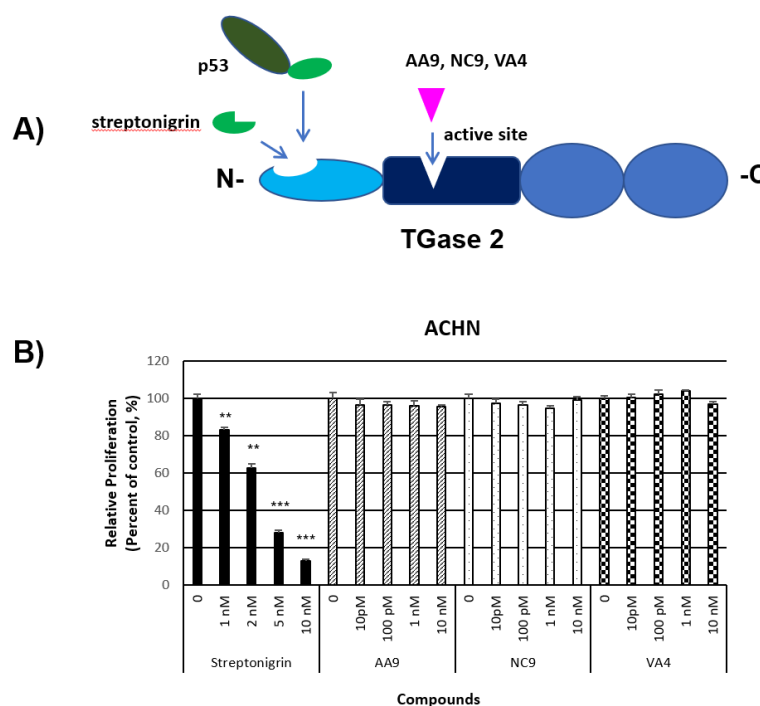 A)
p53
streptonigrin
AA9, NC9, VA4
active site
N-
-C
TGase 2
B)
ACHN
Relative Proliferation
(Percent of control, %)
120
100
80
60
40
20
0
**
**
***
***
0
1 nM
2 nM
5 nM
10 nM
0
10pM
100 pM
1 nM
10 nM
0
10pM
100 pM
1 nM
10 nM
0
10pM
100 pM
1 nM
10 nM
Streptonigrin
AA9
NC9
VA4
Compounds